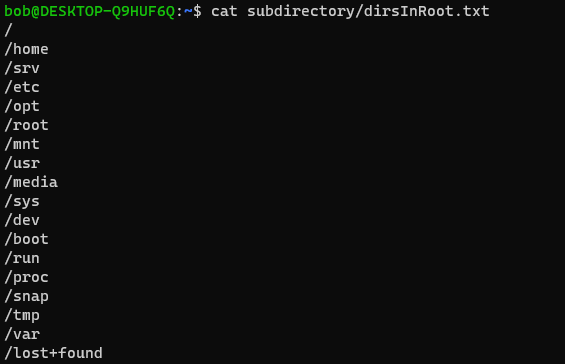 bob@DESKTOP-Q9HUF6Q:~$ cat subdirectory/dirsInRoot.txt
/
/home
/srv
/etc
/opt
/root
/mnt
/usr
/media
/sys
/dev
/boot
/run
/proc
/snap
/tmp
/var
/lost+found